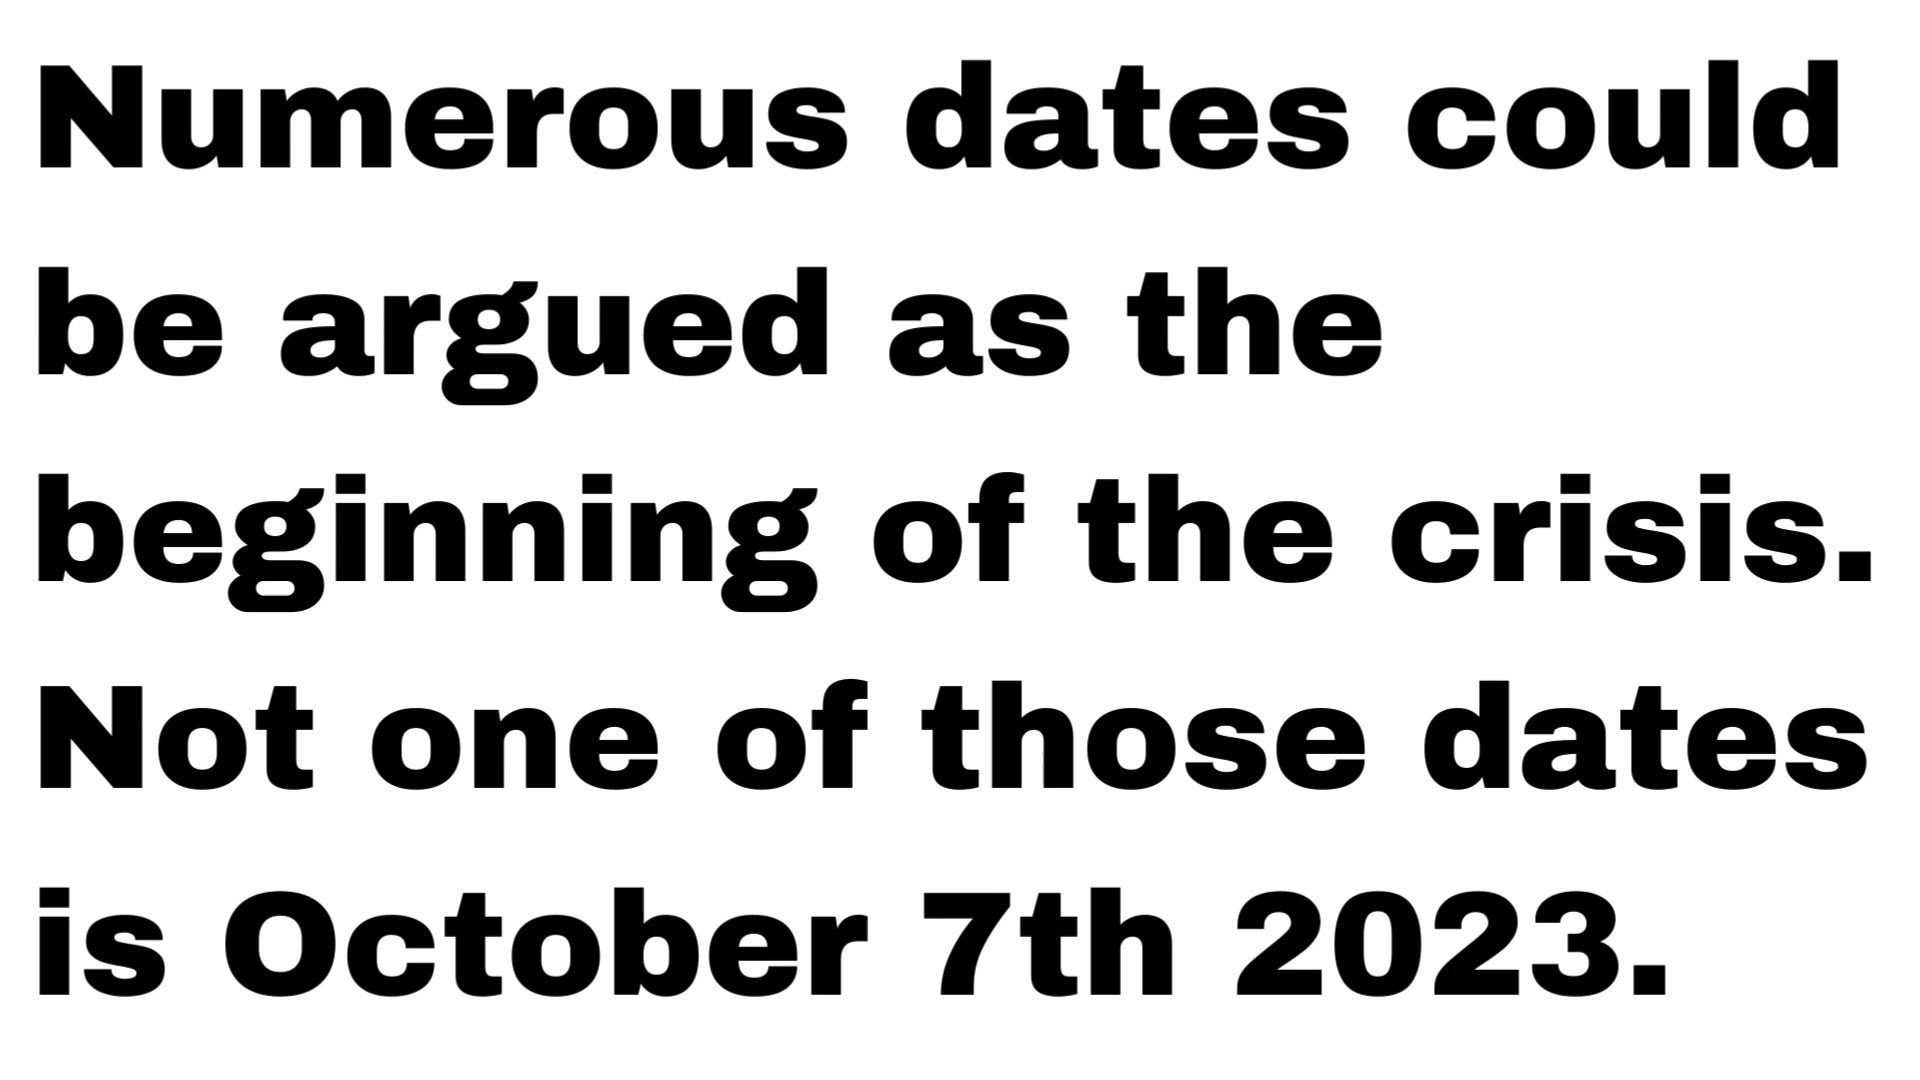 Numerous dates could
be argued as the
beginning of the crisis.
Not one of those dates
is October 7th 2023.